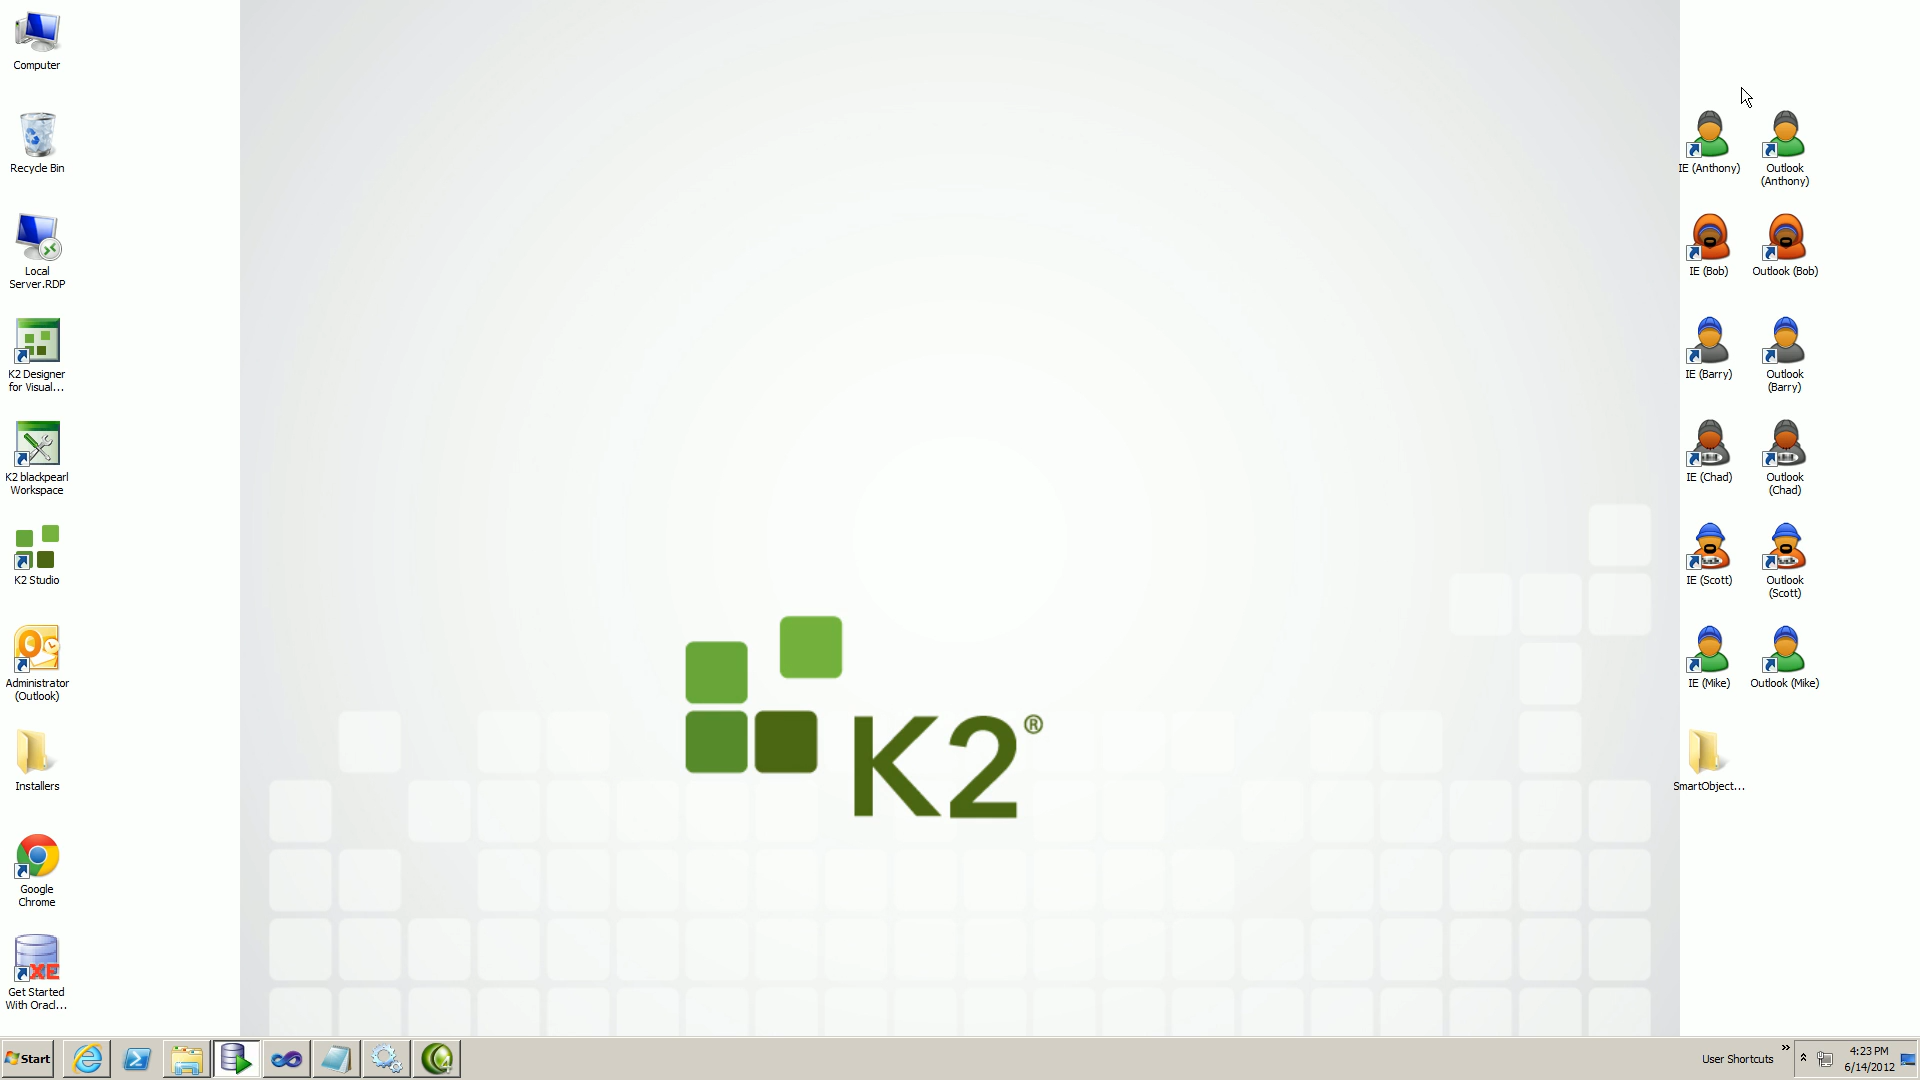 Computer
Recycle Bin
Local
Server.RDP
K2 Designer
for Visual...
K2 blackpearl
Workspace
K2 Studio
Administrator
(Outlook)
Installers
Google
Chrome
XE
Get Started
With Oracl...
K2®
IE (Anthony)
Outlook
(Anthony)
IE (Bob)
Outlook (Bob)
IE (Barry)
Outlook
(Barry)
IE (Chad)
Outlook
(Chad)
IE (Scott)
Outlook
(Scott)
IE (Mike)
Outlook (Mike)
SmartObject...
Start
User Shortcuts
4:23 PM
6/14/2012